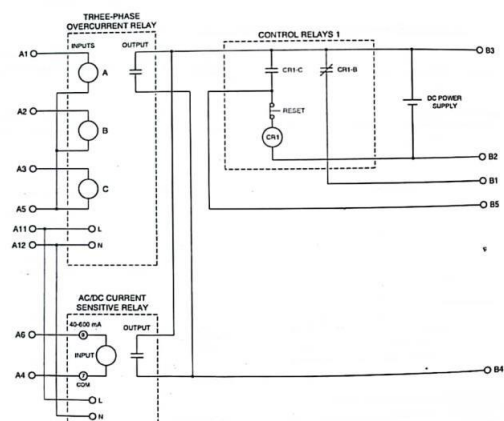 TRHEE-PHASE
OVERCURRENT RELAY
INPUTS
OUTPUT
CONTROL RELAYS 1
A1
A
B3
CR1-C
CR1-B
A2
B
RESET
DC POWER
SUPPLY
CR1
A3
C
B2
B1
A5
B5
A11
L
A12
N
AC/DC CURRENT
SENSITIVE RELAY
A6
40-600 mA
OUTPUT
INPUT
A4
COM
B4
L
N